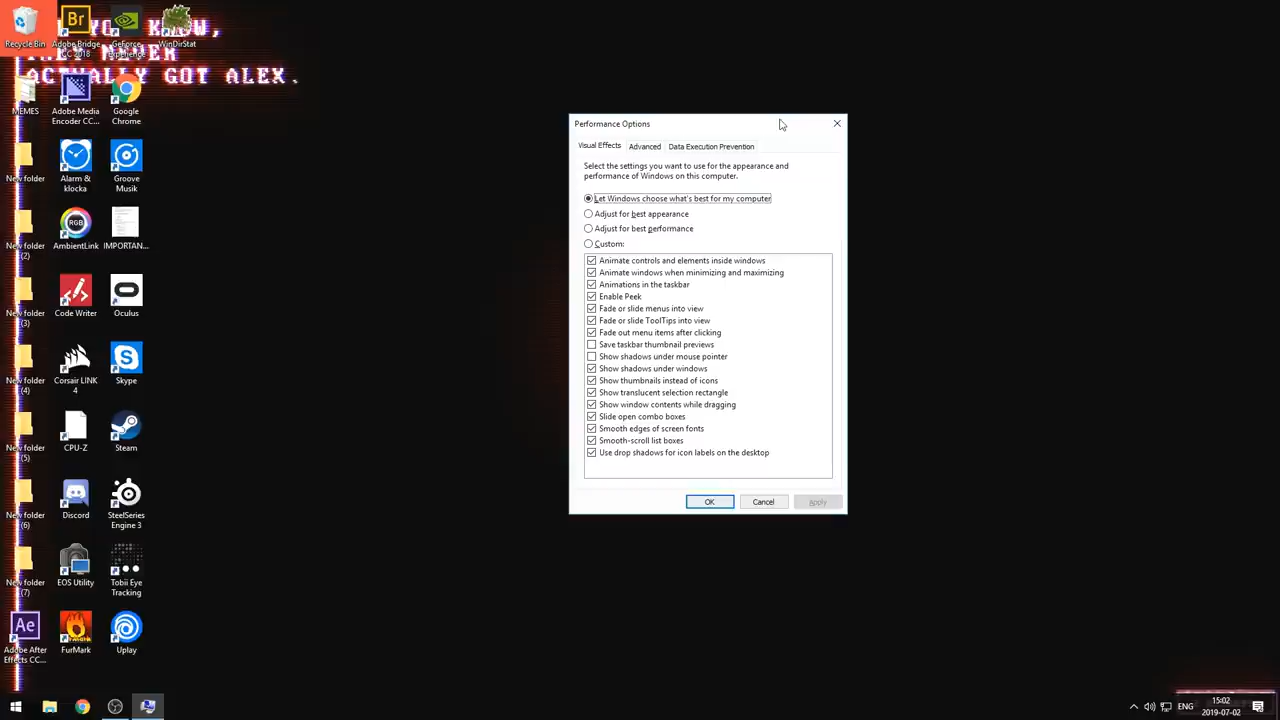 YO
KNOW,
ACTUALLY GOT ALEX.
Recycle Bin
Adobe Bridge
CC 2018
GeForce
Experience
WinDirStat
MEMES
Adobe Media
Encoder CC...
Google
Chrome
New folder
Alarm &
klocka
Groove
Musik
New folder
(2)
AmbientLink
IMPORTAN...
New folder
(3)
Code Writer
Oculus
New folder
(4)
Corsair LINK
4
Skype
New folder
(5)
CPU-Z
Steam
New folder
(6)
Discord
SteelSeries
Engine 3
New folder
(7)
EOS Utility
Tobii Eye
Tracking
Adobe After
Effects CC...
FurMark
Uplay
Br
RGB
Ae
Performance Options
Visual Effects
Advanced
Data Execution Prevention
Select the settings you want to use for the appearance and
performance of Windows on this computer.
Let Windows choose what's best for my computer
Adjust for best appearance
Adjust for best performance
Custom:
Animate controls and elements inside windows
Animate windows when minimizing and maximizing
Animations in the taskbar
Enable Peek
Fade or slide menus into view
Fade or slide ToolTips into view
Fade out menu items after clicking
Save taskbar thumbnail previews
Show shadows under mouse pointer
Show shadows under windows
Show thumbnails instead of icons
Show translucent selection rectangle
Show window contents while dragging
Slide open combo boxes
Smooth edges of screen fonts
Smooth-scroll list boxes
Use drop shadows for icon labels on the desktop
OK
Cancel
Apply
ENG
15:02
2019-07-02